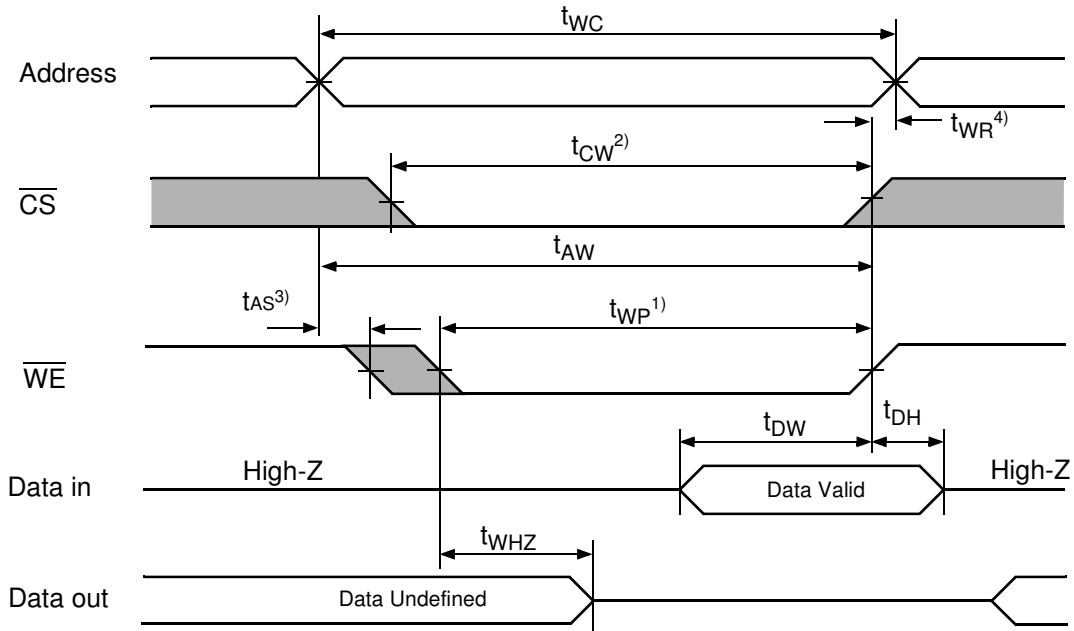 tWC
Address
tWR4)
tCW2)
CS
tAW
tAS3)
tWP1)
WE
tDW
tDH
High-Z
High-Z
Data in
Data Valid
tWHZ
Data out
Data Undefined